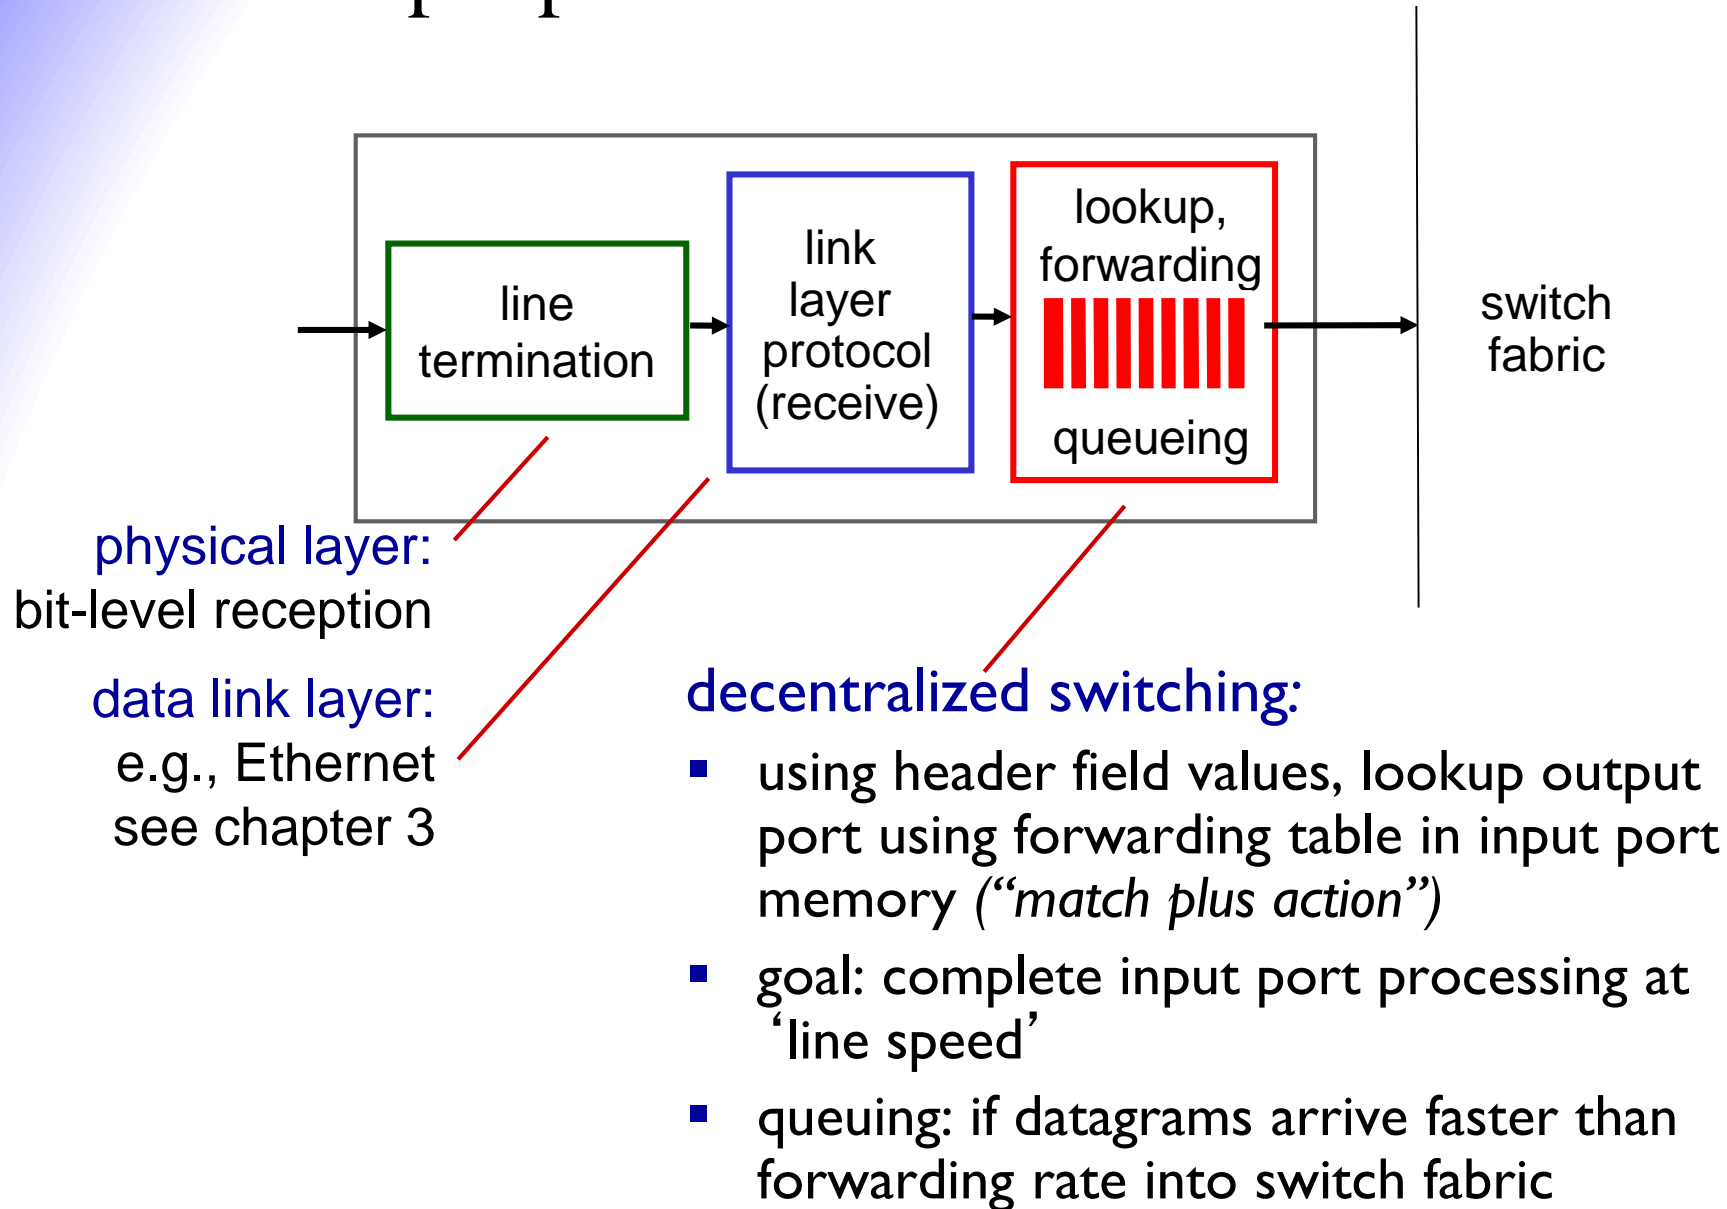 line
termination
link
layer
protocol
(receive)
lookup,
forwarding
queueing
switch
fabric
physical layer:
bit-level reception
data link layer:
e.g., Ethernet
see chapter 3
decentralized switching:
▪ using header field values, lookup output
port using forwarding table in input port
memory (“match plus action”)
▪ goal: complete input port processing at
‘line speed’
▪ queuing: if datagrams arrive faster than
forwarding rate into switch fabric